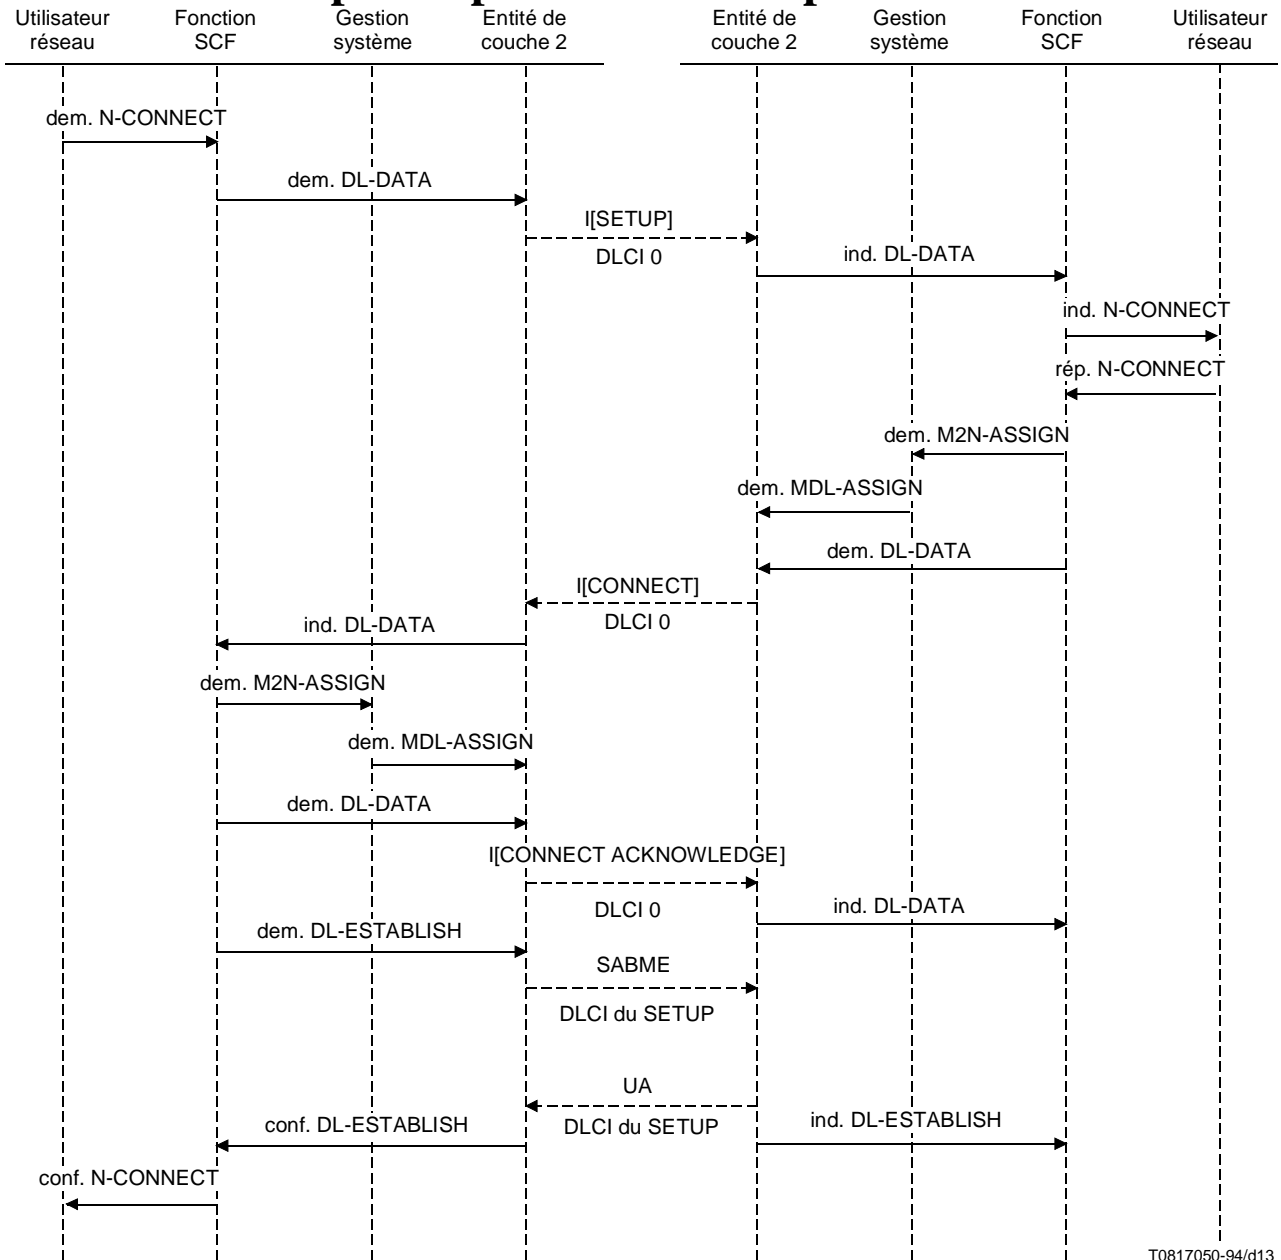 Utilisateur réseau
Fonction SCF
Gestion système
Entité de couche 2
Entité de couche 2
Gestion système
Fonction SCF
Utilisateur réseau
dem. N-CONNECT
dem. DL-DATA
I[SETUP]
DLCI 0
ind. DL-DATA
ind. N-CONNECT
rép. N-CONNECT
dem. M2N-ASSIGN
dem. MDL-ASSIGN
dem. DL-DATA
I[CONNECT]
DLCI 0
ind. DL-DATA
dem. M2N-ASSIGN
dem. MDL-ASSIGN
dem. DL-DATA
I[CONNECT ACKNOWLEDGE]
DLCI 0
ind. DL-DATA
dem. DL-ESTABLISH
SABME
DLCI du SETUP
UA
DLCI du SETUP
conf. DL-ESTABLISH
ind. DL-ESTABLISH
conf. N-CONNECT
T0817050-94/d13